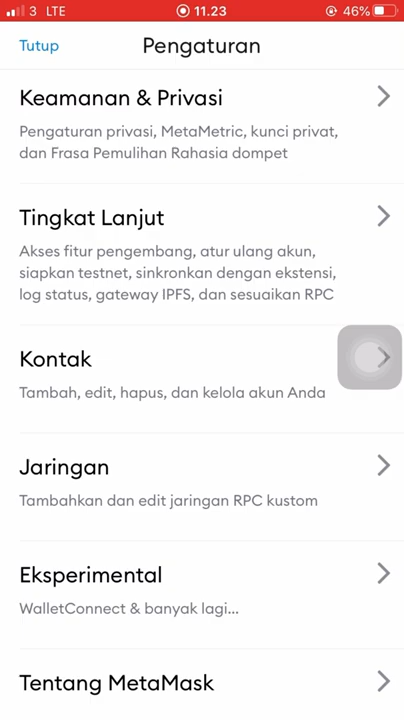 3 LTE
11.23
46%
Tutup
Pengaturan
Keamanan & Privasi
Pengaturan privasi, MetaMetric, kunci privat,
dan Frasa Pemulihan Rahasia dompet
Tingkat Lanjut
Akses fitur pengembang, atur ulang akun,
siapkan testnet, sinkronkan dengan ekstensi,
log status, gateway IPFS, dan sesuaikan RPC
Kontak
Tambah, edit, hapus, dan kelola akun Anda
Jaringan
Tambahkan dan edit jaringan RPC kustom
Eksperimental
WalletConnect & banyak lagi...
Tentang MetaMask